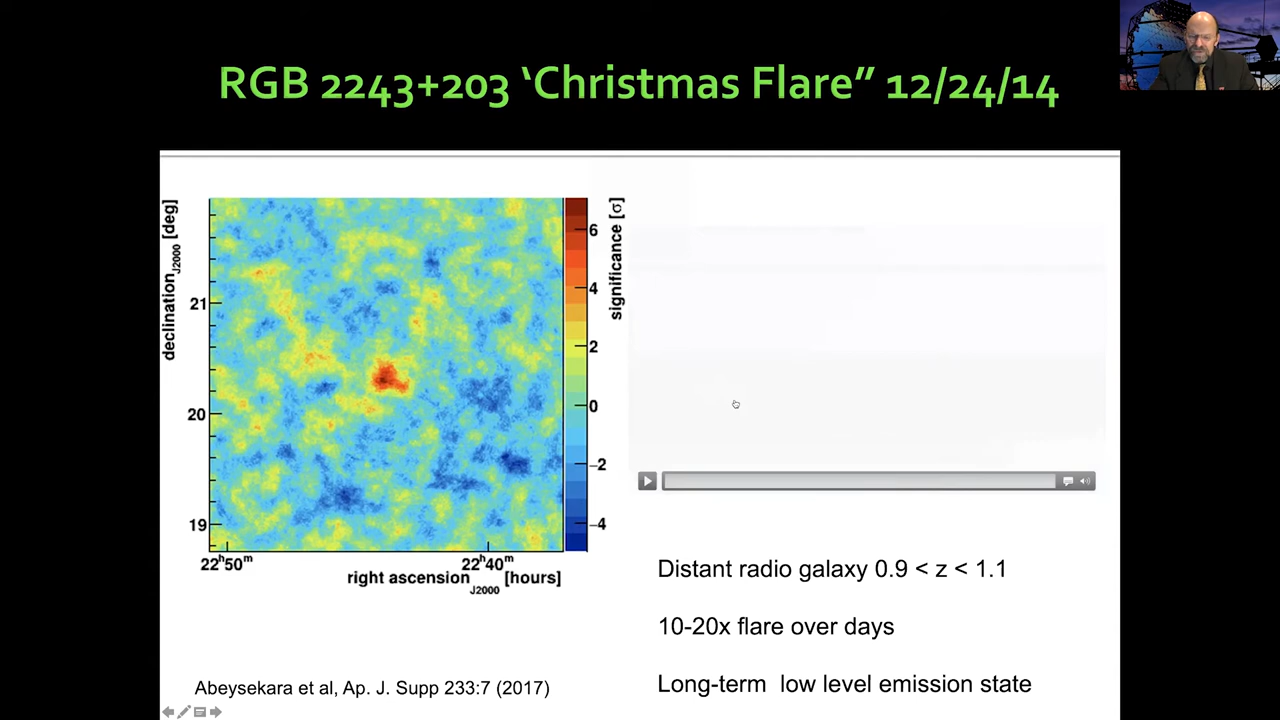 RGB 2243+203 ‘Christmas Flare” 12/24/14
declination J2000 [deg]
21
20
19
22h50m
22h40m
right ascension J2000 [hours]
6
4
2
0
−2
−4
significance [σ]
Distant radio galaxy 0.9 < z < 1.1
10-20x flare over days
Long-term low level emission state
Abeysekara et al, Ap. J. Supp 233:7 (2017)